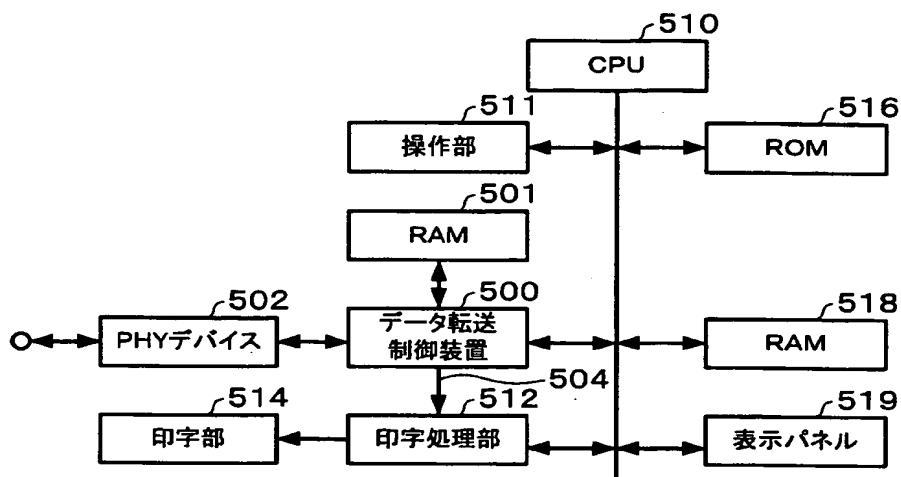 510
CPU
511
操作部
516
ROM
501
RAM
502
PHYデバイス
500
データ転送
制御装置
518
RAM
504
514
印字部
512
印字処理部
519
表示パネル